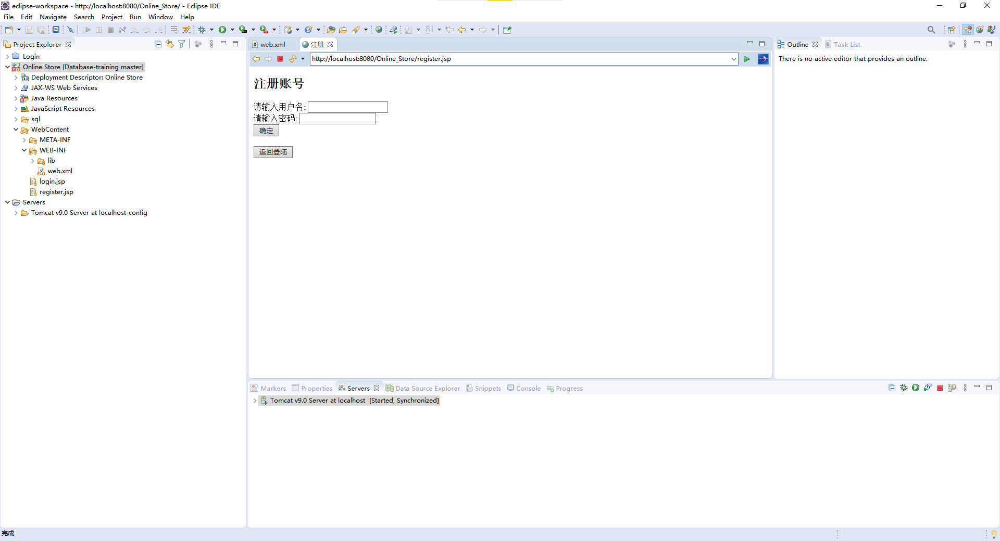 eclipse-workspace - http://localhost:8080/Online_Store/ - Eclipse IDE
File Edit Navigate Search Project Run Window Help
Project Explorer
Login
Online Store [Database-training master]
Deployment Descriptor: Online Store
JAX-WS Web Services
Java Resources
JavaScript Resources
sql
WebContent
META-INF
WEB-INF
lib
web.xml
login.jsp
register.jsp
Servers
Tomcat v9.0 Server at localhost-config
web.xml 注册
http://localhost:8080/Online_Store/register.jsp
注册账号
请输入用户名:
请输入密码:
确定
返回登陆
Outline Task List
There is no active editor that provides an outline.
Markers Properties Servers Data Source Explorer Snippets Console Progress
Tomcat v9.0 Server at localhost [Started, Synchronized]
完成